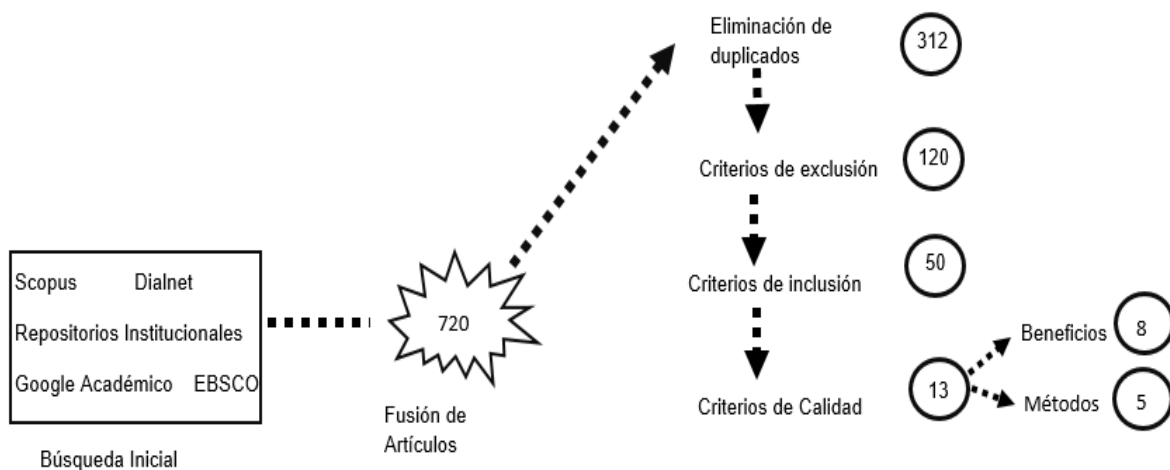 Scopus Dialnet
Repositorios Institucionales
Google Académico EBSCO
Búsqueda Inicial
720
Fusión de
Artículos
Eliminación de
duplicados
312
Criterios de exclusión
120
Criterios de inclusión
50
Criterios de Calidad
13
Beneficios
8
Métodos
5